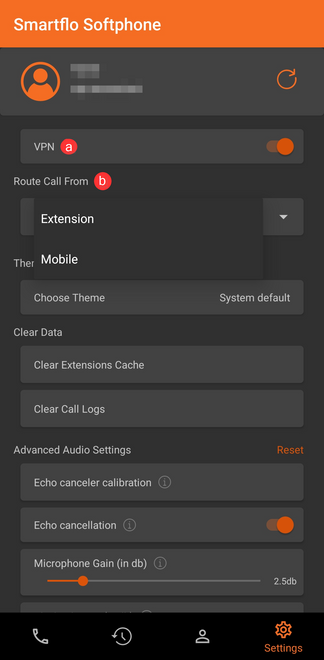 Smartflo Softphone
VPN a
Route Call From b
Extension
Mobile
Choose Theme System default
Clear Data
Clear Extensions Cache
Clear Call Logs
Advanced Audio Settings Reset
Echo canceler calibration
Echo cancellation
Microphone Gain (in db)
2.5db
Settings